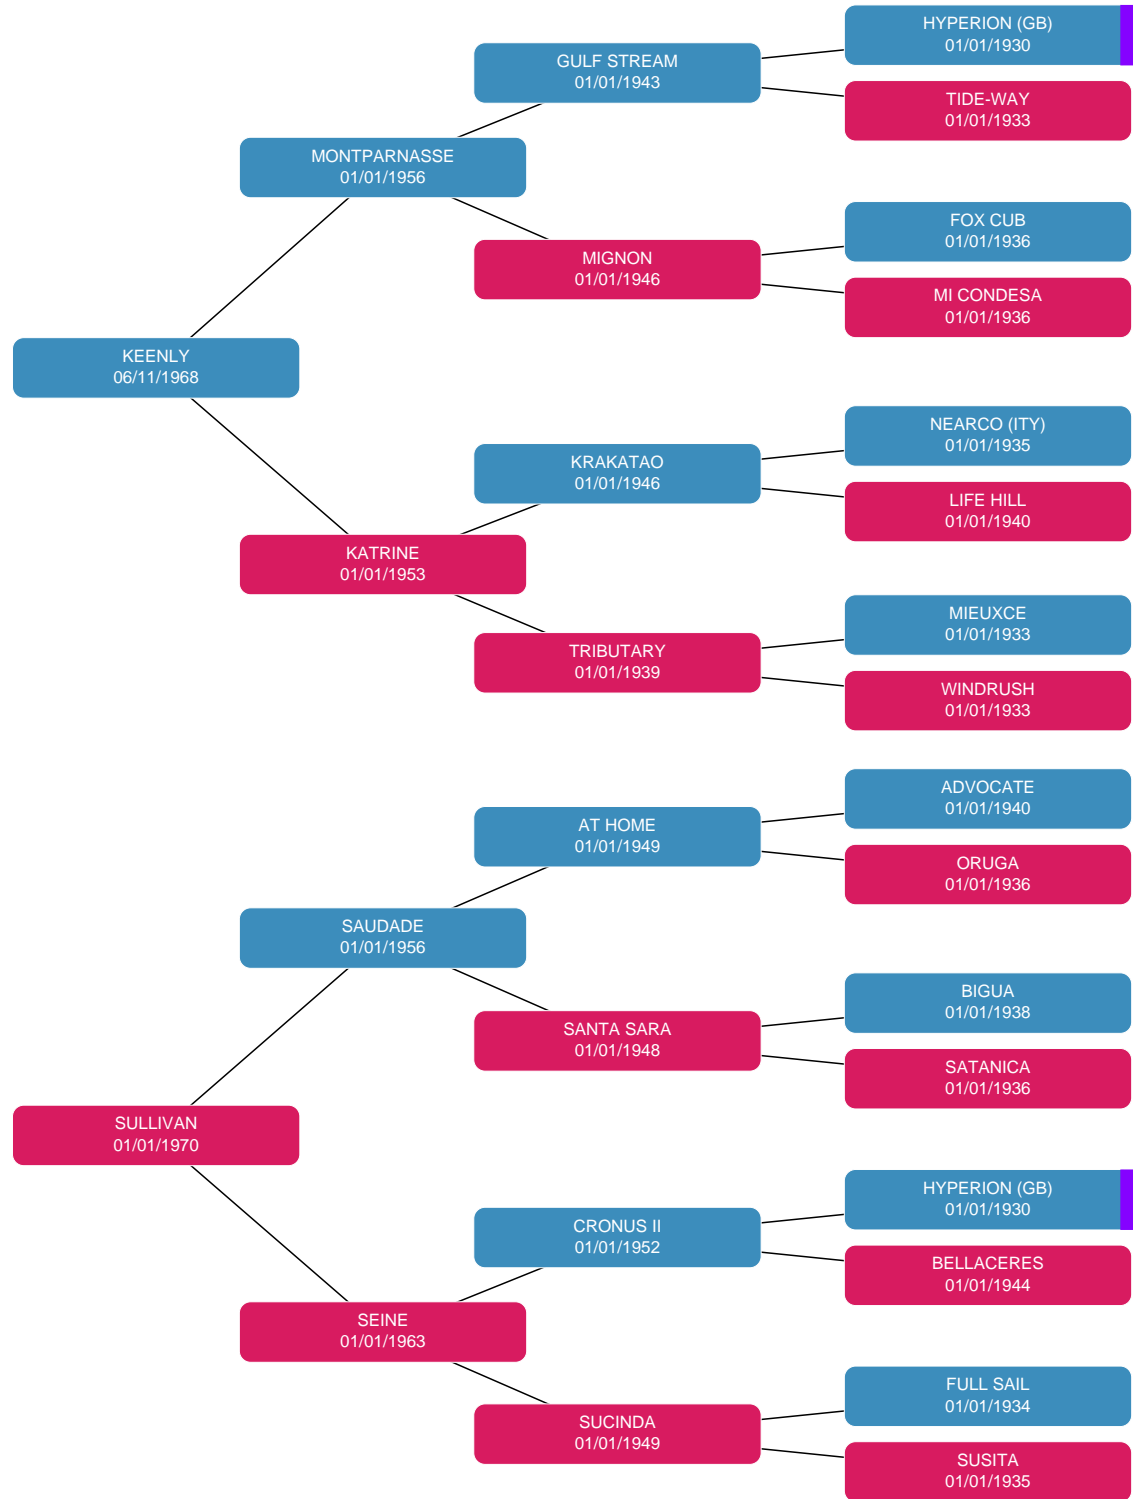 HYPERION (GB)
01/01/1930
GULF STREAM
01/01/1943
TIDE-WAY
01/01/1933
MONTPARNASSE
01/01/1956
FOX CUB
01/01/1936
MIGNON
01/01/1946
MI CONDESA
01/01/1936
KEENLY
06/11/1968
NEARCO (ITY)
01/01/1935
KRAKATAO
01/01/1946
LIFE HILL
01/01/1940
KATRINE
01/01/1953
MIEUXCE
01/01/1933
TRIBUTARY
01/01/1939
WINDRUSH
01/01/1933
ADVOCATE
01/01/1940
AT HOME
01/01/1949
ORUGA
01/01/1936
SAUDADE
01/01/1956
BIGUA
01/01/1938
SANTA SARA
01/01/1948
SATANICA
01/01/1936
SULLIVAN
01/01/1970
HYPERION (GB)
01/01/1930
CRONUS II
01/01/1952
BELLACERES
01/01/1944
SEINE
01/01/1963
FULL SAIL
01/01/1934
SUCINDA
01/01/1949
SUSITA
01/01/1935